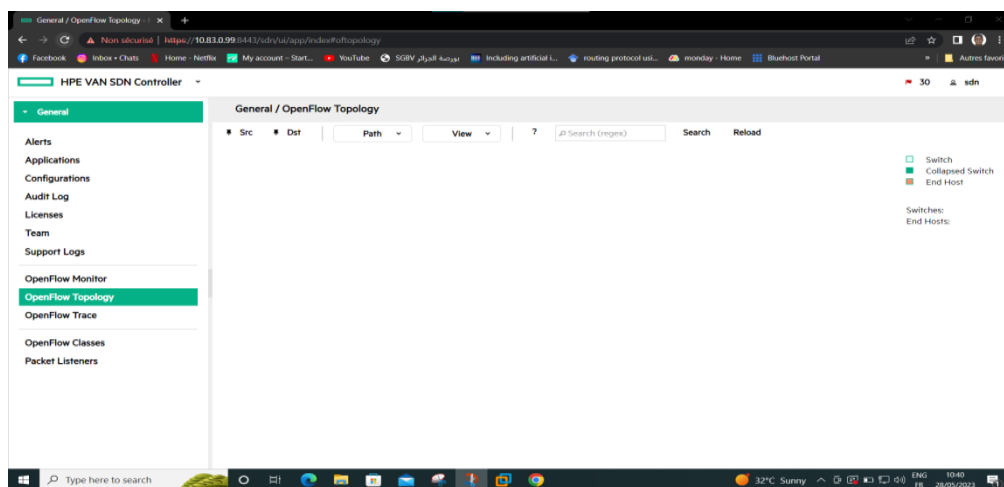 General / OpenFlow Topology -
Non sécurisé | https://10.83.0.99:8443/sdn/ui/app/index#oftopology
Facebook Inbox • Chats Home - Netflix My account – Start... YouTube SGBV بورصة الجزائر Including artificial i... routing protocol usi... monday - Home Bluehost Portal » Autres favori
HPE VAN SDN Controller 30 sdn
General General / OpenFlow Topology
Src Dst Path View ? Search (regex) Search Reload
Alerts
Applications
Configurations
Audit Log
Licenses
Team
Support Logs
OpenFlow Monitor
OpenFlow Topology
OpenFlow Trace
OpenFlow Classes
Packet Listeners
Switch
Collapsed Switch
End Host
Switches:
End Hosts:
Type here to search 32°C Sunny ENG 10:40
FR 28/05/2023